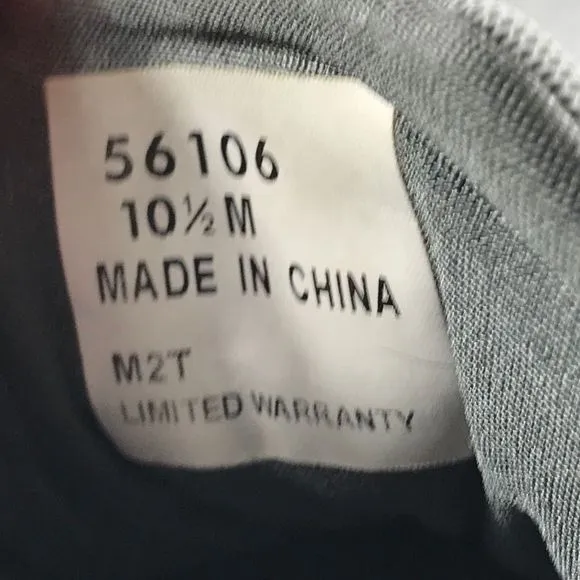 56106
10½ M
MADE IN CHINA
M2T
LIMITED WARRANTY